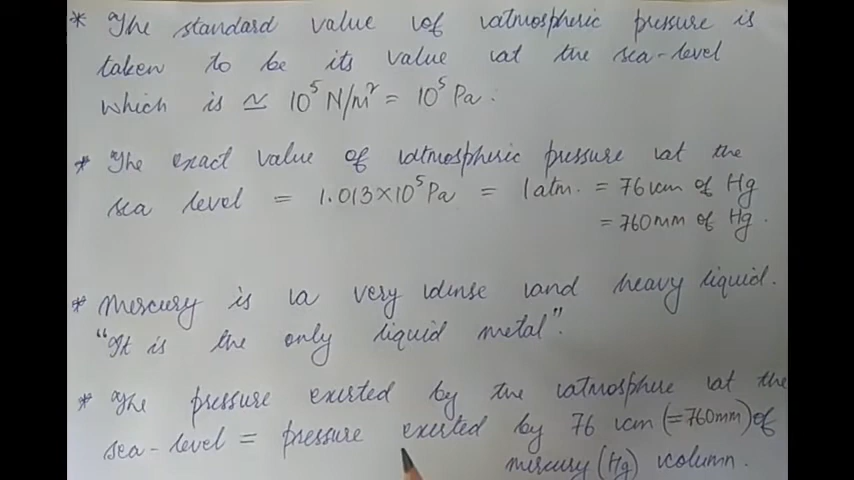 * The standard value of atmospheric pressure is
taken to be its value at the sea-level
which is ≃ 10⁵ N/m² = 10⁵ Pa.
* The exact value of atmospheric pressure at the
sea level = 1.013×10⁵ Pa = 1 atm. = 76 cm of Hg
= 760 mm of Hg.
* Mercury is a very dense and heavy liquid.
"It is the only liquid metal".
* The pressure exerted by the atmosphere at the
sea-level = pressure exerted by 76 cm (=760mm) of
mercury (Hg) column.